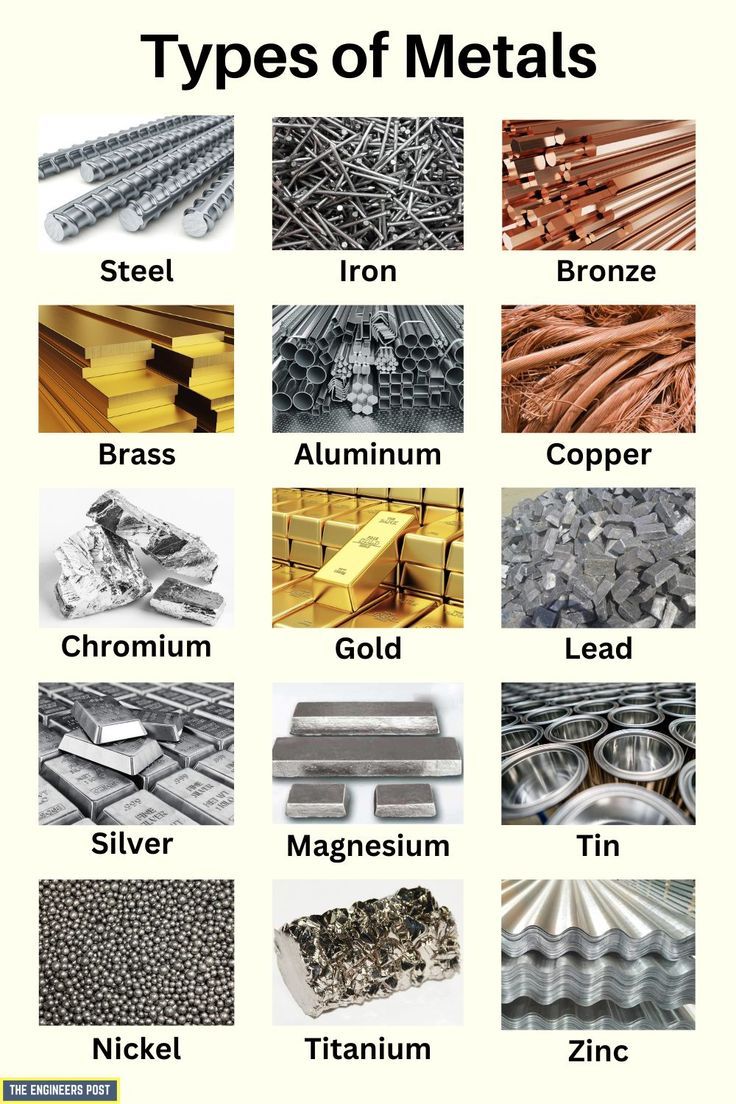 Types of Metals
Steel
Iron
Bronze
Brass
Aluminum
Copper
Chromium
Gold
Lead
Silver
Magnesium
Tin
Nickel
Titanium
Zinc
THE ENGINEERS POST